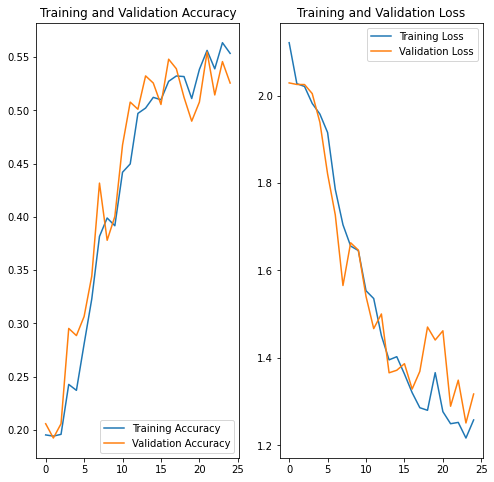 Training and Validation Accuracy
0.55
0.50
0.45
0.40
0.35
0.30
0.25
0.20
0 5 10 15 20 25
Training Accuracy
Validation Accuracy
Training and Validation Loss
2.0
1.8
1.6
1.4
1.2
0 5 10 15 20 25
Training Loss
Validation Loss